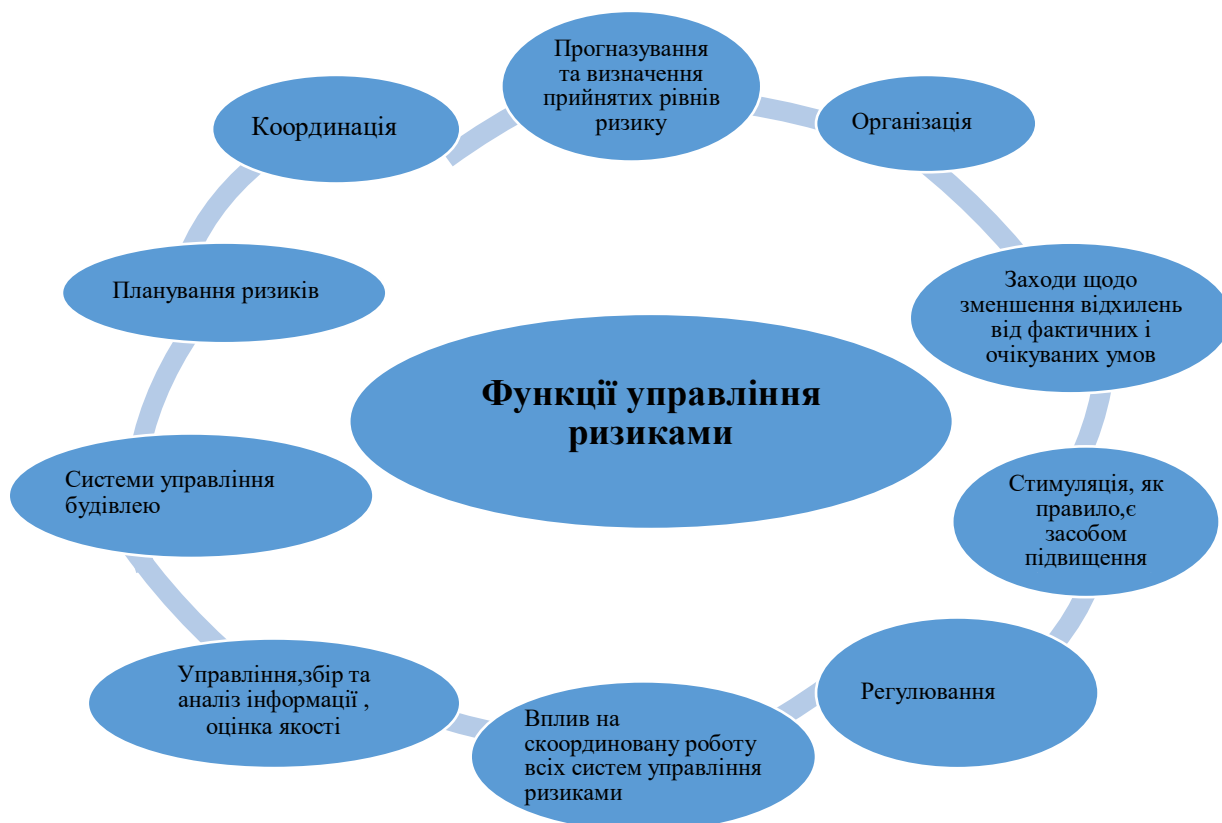 Прогназування
та визначення
прийнятих рівнів
ризику
Організація
Заходи щодо
зменшення відхилень
від фактичних і
очікуваних умов
Стимуляція, як
правило,є
засобом
підвищення
Регулювання
Вплив на
скоординовану роботу
всіх систем управління
ризиками
Управління,збір та
аналіз інформації ,
оцінка якості
Системи управління
будівлею
Планування ризиків
Координація
Функції управління
ризиками